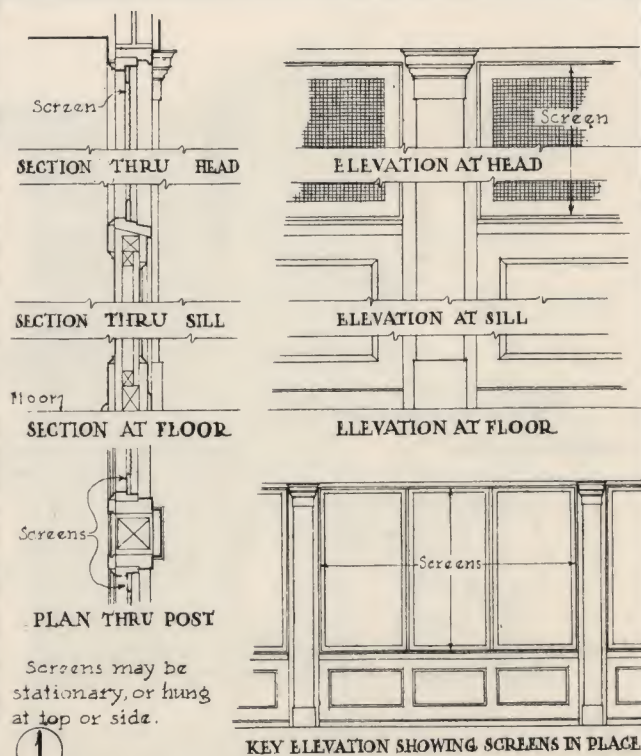 Screen
SECTION THRU HEAD
SECTION THRU SILL
Floor
SECTION AT FLOOR
Screen
ELEVATION AT HEAD
ELEVATION AT SILL
ELEVATION AT FLOOR
Screens
PLAN THRU POST
Screens may be
stationary, or hung
at top or side.
1
Screens
KEY ELEVATION SHOWING SCREENS IN PLACE